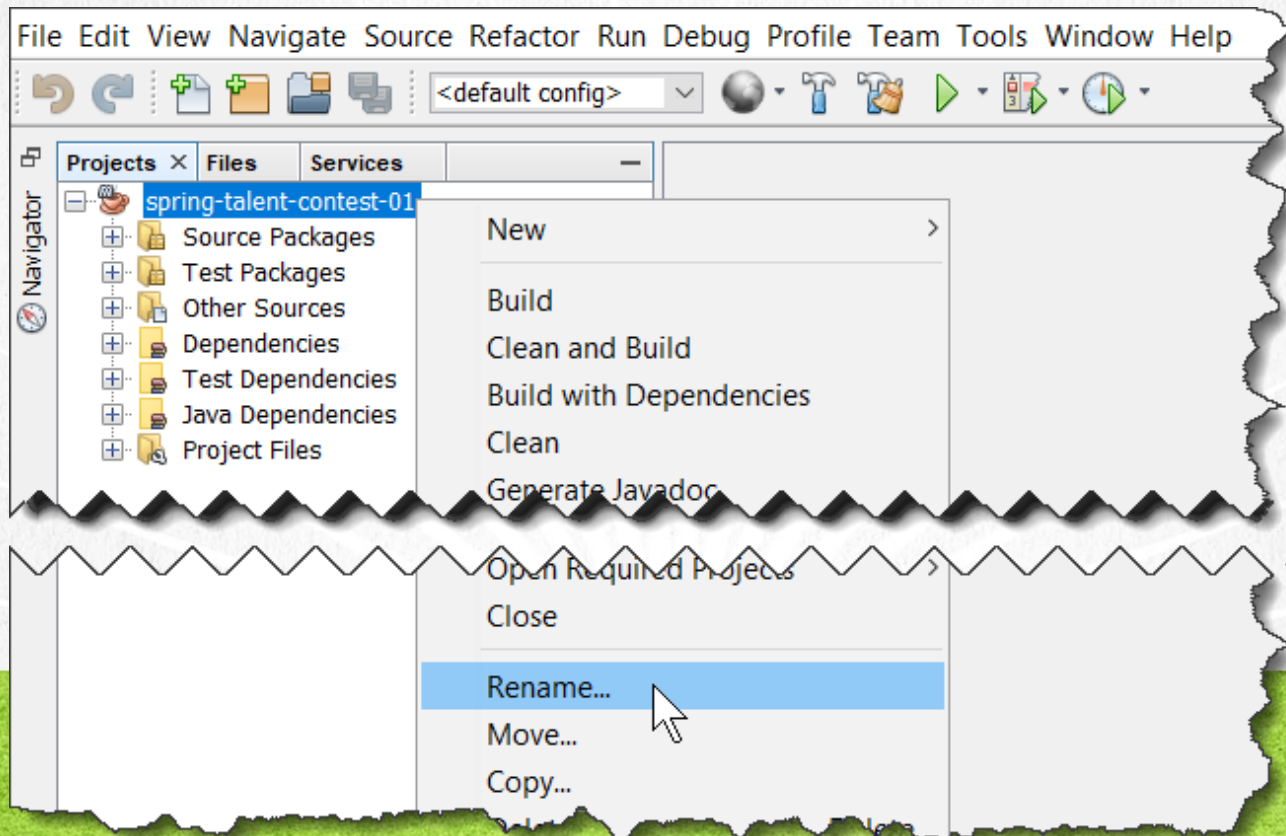 File Edit View Navigate Source Refactor Run Debug Profile Team Tools Window Help
<default config>
Projects Files Services
Navigator
spring-talent-contest-01
Source Packages
Test Packages
Other Sources
Dependencies
Test Dependencies
Java Dependencies
Project Files
New
Build
Clean and Build
Build with Dependencies
Clean
Generate Javadoc
Open Required Projects
Close
Rename...
Move...
Copy...